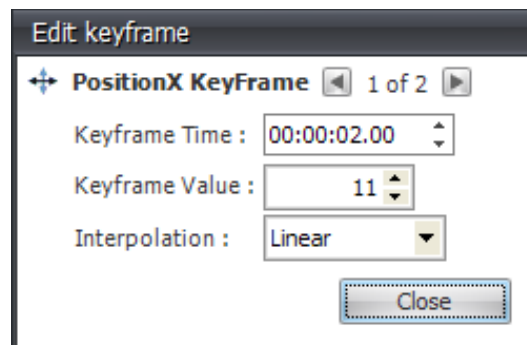 Edit keyframe
PositionX KeyFrame 1 of 2
Keyframe Time : 00:00:02.00
Keyframe Value : 11
Interpolation : Linear
Close